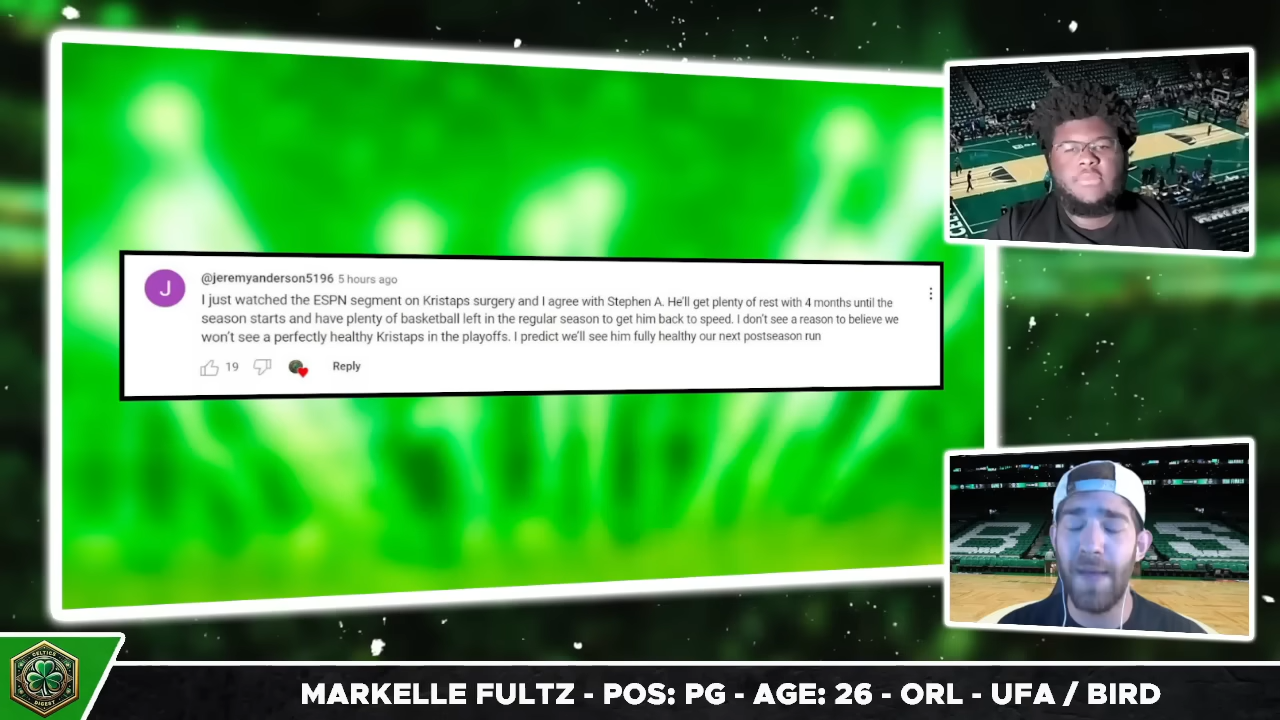 @jeremyanderson5196 5 hours ago
I just watched the ESPN segment on Kristaps surgery and I agree with Stephen A. He'll get plenty of rest with 4 months until the
season starts and have plenty of basketball left in the regular season to get him back to speed. I don't see a reason to believe we
won't see a perfectly healthy Kristaps in the playoffs. I predict we'll see him fully healthy our next postseason run
J
19
Reply
B S
CELTICS
DIGEST
MARKELLE FULTZ - POS: PG - AGE: 26 - ORL - UFA / BIRD